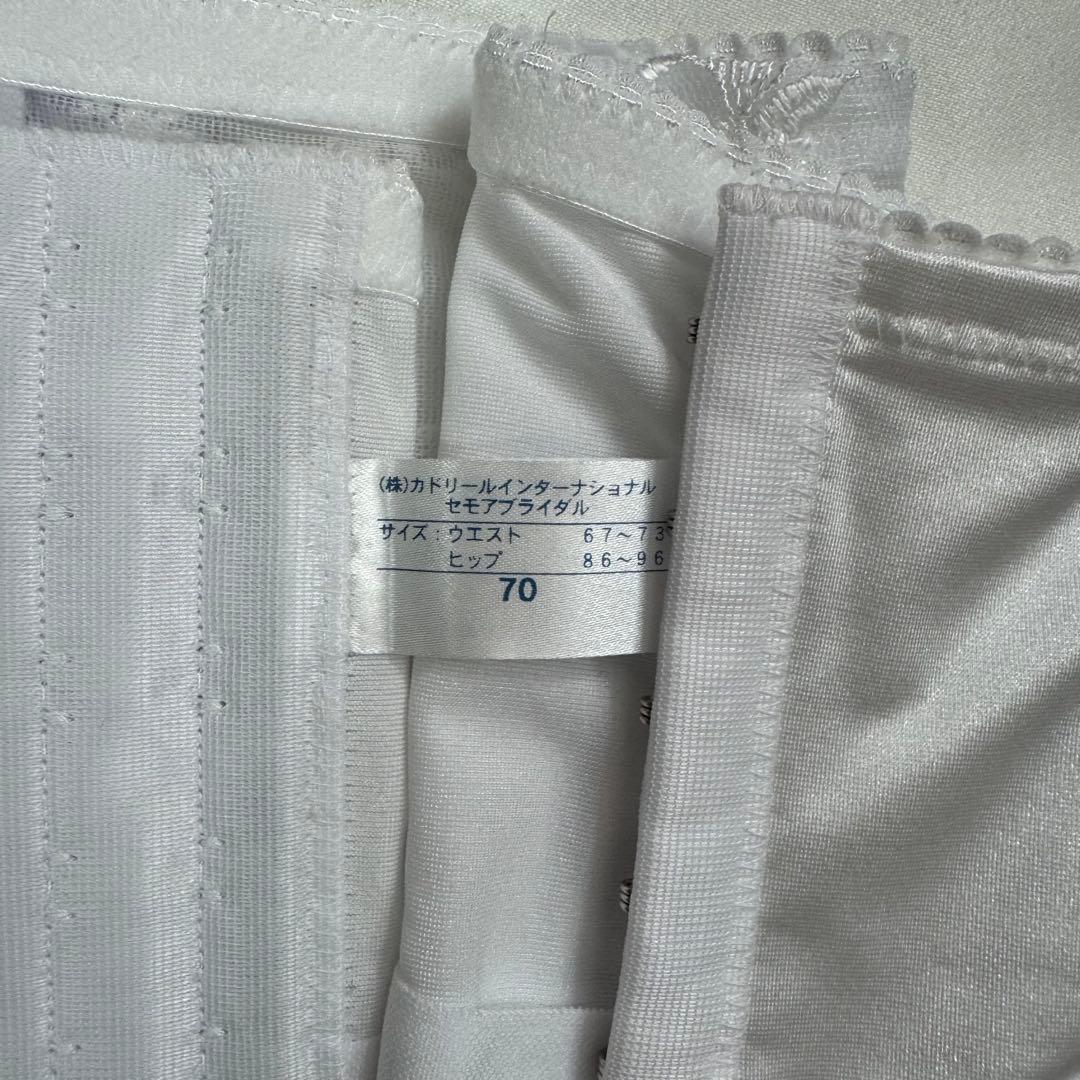 (株)カドリールインターナショナル
セモアブライダル
サイズ：ウエスト 67～73
ヒップ 86～96
70